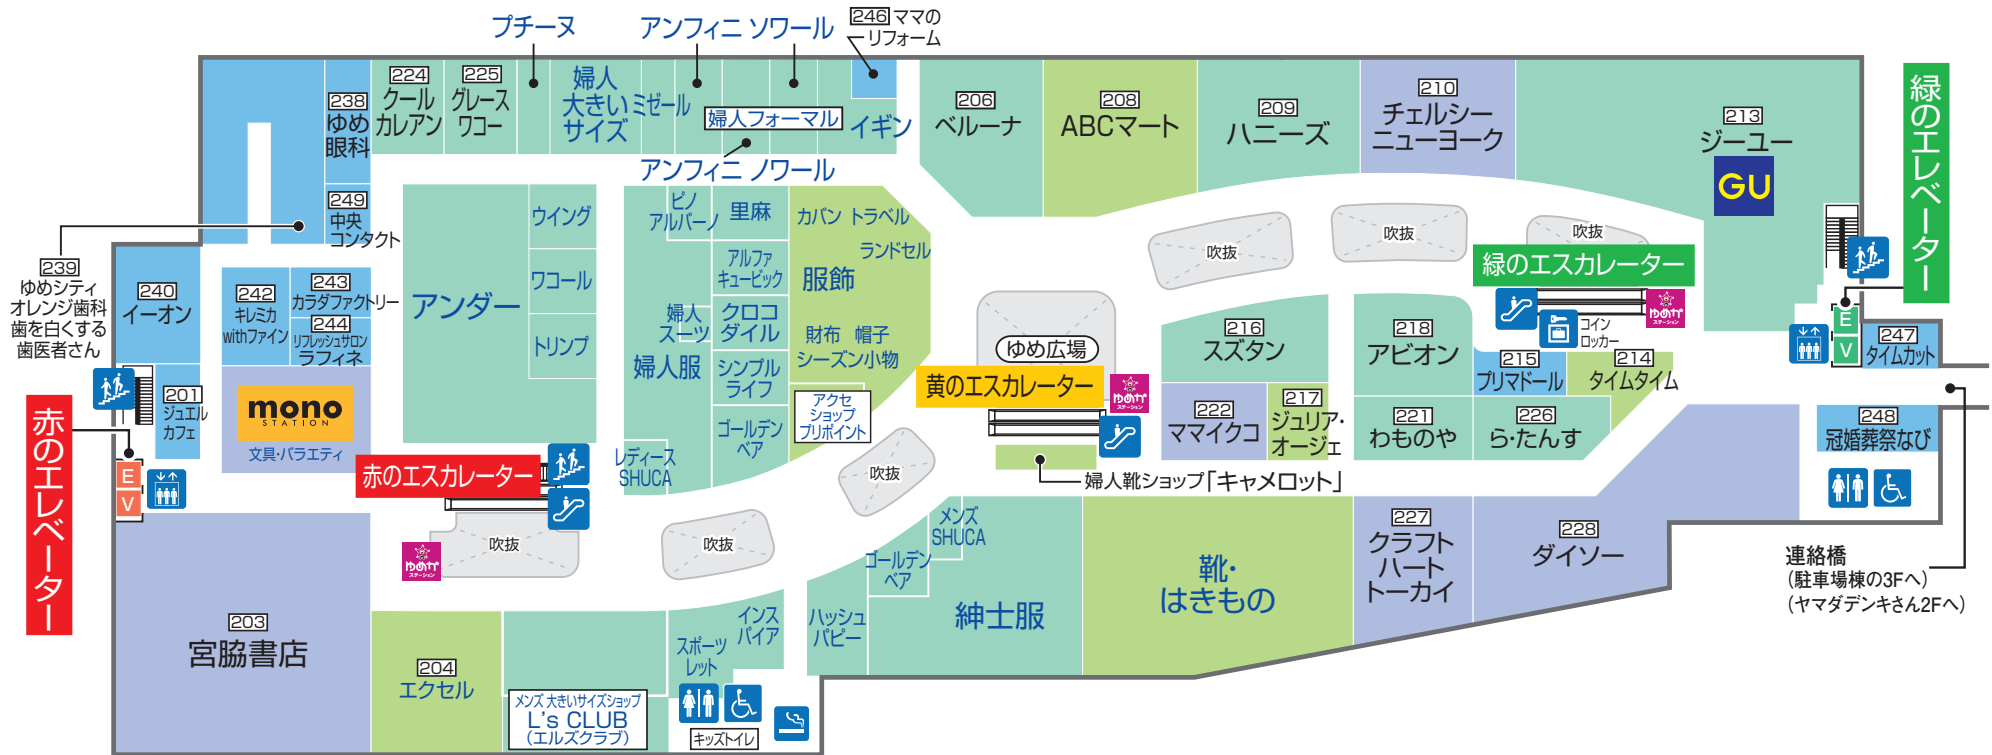 プチーヌ
アンフィニ ソワール
246 ママの
リフォーム
224
クール
カレアン
225
グレース
ワコー
婦人
大きい
サイズ
ミゼール
婦人フォーマル
イギン
アンフィニ ノワール
238
ゆめ
眼科
249
中央
コンタクト
239
ゆめシティ
オレンジ歯科
歯を白くする
歯医者さん
206
ベルーナ
208
ABCマート
209
ハニーズ
210
チェルシー
ニューヨーク
213
ジーユー
GU
緑のエレベーター
240
イーオン
242
キレミカ
withファイン
243
カラダファクトリー
244
リフレッシュサロン
ラフィネ
201
ジュエル
カフェ
mono
STATION
文具・バラエティ
赤のエレベーター
E
V
アンダー
ウイング
ワコール
トリンプ
赤のエスカレーター
ピノ
アルバーノ
里麻
アルファ
キュービック
婦人
スーツ
クロコ
ダイル
婦人服
シンプル
ライフ
ゴールデン
ベア
レディース
SHUCA
カバン トラベル
ランドセル
服飾
財布 帽子
シーズン小物
アクセ
ショップ
プリポイント
吹抜
吹抜
吹抜
吹抜
吹抜
吹抜
ゆめ広場
黄のエスカレーター
ゆめか
ステーション
婦人靴ショップ「キャメロット」
緑のエスカレーター
ゆめか
ステーション
コイン
ロッカー
216
スズタン
218
アビオン
215
プリマドール
214
タイムタイム
222
ママイクコ
217
ジュリア・
オージェ
221
わものや
226
ら・たんす
E
V
247
タイムカット
248
冠婚葬祭なび
連絡橋
(駐車場棟の3Fへ)
(ヤマダデンキさん2Fへ)
ゆめか
ステーション
203
宮脇書店
204
エクセル
メンズ 大きいサイズショップ
L's CLUB
(エルズクラブ)
スポーツ
レット
インス
パイア
キッズトイレ
ハッシュ
パピー
ゴールデン
ベア
メンズ
SHUCA
紳士服
靴・
はきもの
227
クラフト
ハート
トーカイ
228
ダイソー